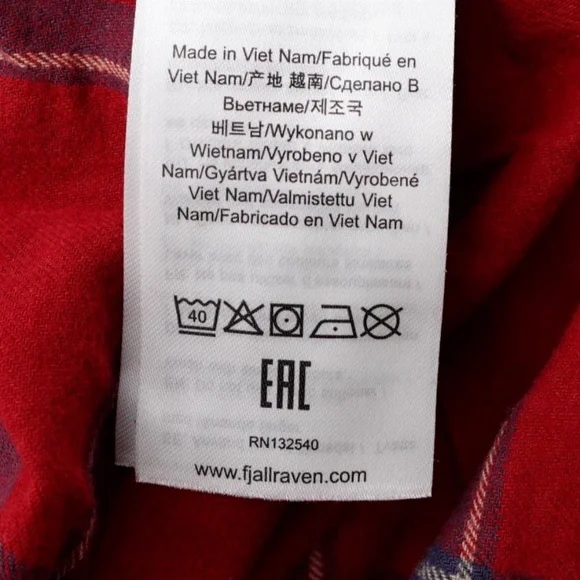 Made in Viet Nam/Fabriqué en
Viet Nam/产地 越南/Сделано В
Вьетнаме/제조국
베트남/Wykonano w
Wietnam/Vyrobeno v Viet
Nam/Gyártva Vietnám/Vyrobené
Viet Nam/Valmistettu Viet
Nam/Fabricado en Viet Nam
40
EAC
RN132540
www.fjallraven.com